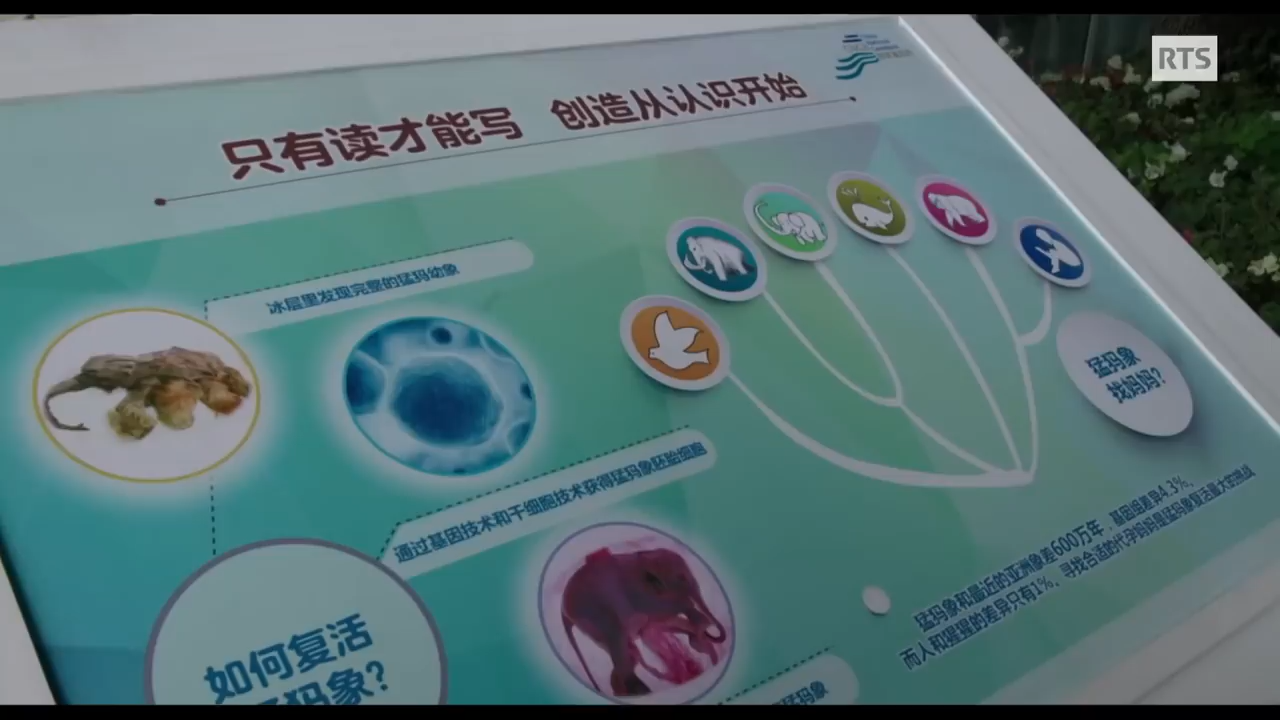 RTS
只有读才能写 创造从认识开始
冰层里发现完整的猛玛幼象
通过基因技术和干细胞技术获得猛玛象胚胎细胞
猛玛象
找妈妈?
猛玛象和最近的亚洲象差600万年,基因组差异4.3%,
而人和猩猩的差异只有1%,寻找合适的代孕妈妈是猛玛象复活最大的挑战
如何复活
玛象?
猛玛象